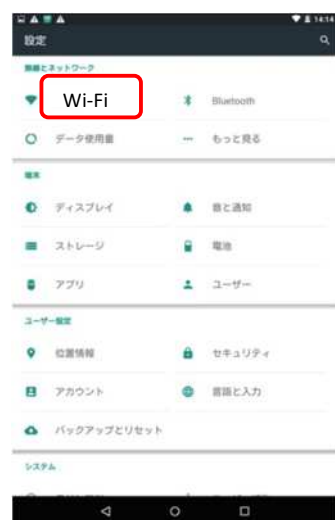 14:14
設定
無線とネットワーク
Wi-Fi
Bluetooth
データ使用量
もっと見る
端末
ディスプレイ
音と通知
ストレージ
電池
アプリ
ユーザー
ユーザー設定
位置情報
セキュリティ
アカウント
言語と入力
バックアップとリセット
システム